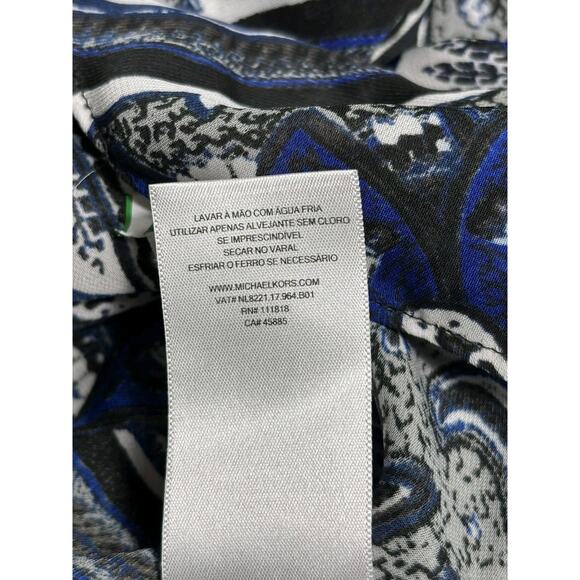 LAVAR À MÃO COM ÁGUA FRIA
UTILIZAR APENAS ALVEJANTE SEM CLORO
SE IMPRESCINDÍVEL
SECAR NO VARAL
ESFRIAR O FERRO SE NECESSÁRIO
WWW.MICHAELKORS.COM
VAT# NL8221.17.964.B01
RN# 111818
CA# 45885